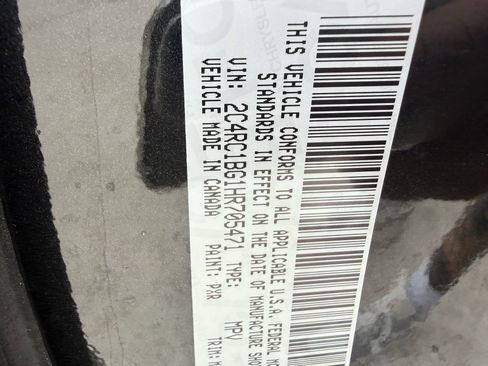 THIS VEHICLE CONFORMS TO ALL APPLICABLE U.S.A. FEDERAL
STANDARDS IN EFFECT ON THE DATE OF MANUFACTURE
VIN: 2C4RC1BG1HR705471 TYPE: MPV
VEHICLE MADE IN CANADA PAINT: PXR TRIM: